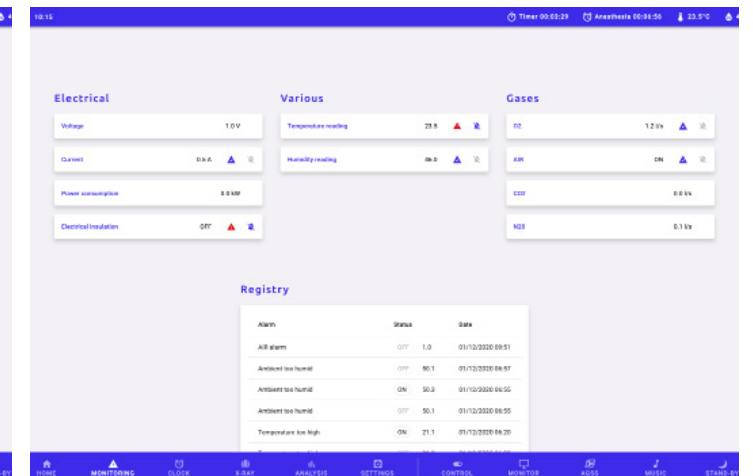 10:15 Timer 00:03:29 Anesthesia 00:06:56 23.5°C
Electrical Various Gases
Voltage 1.0 V Temperature reading 23.5 O2 1.2 l/s
Current 0.5 A Humidity reading 46.0 AIR ON
Power consumption 0.0 kW CO2 0.0 l/s
Electrical insulation OFF N20 0.1 l/s
Registry
Alarm Status Date
AIR alarm OFF 1.0 01/12/2020 09:51
Ambient too humid OFF 50.1 01/12/2020 06:57
Ambient too humid ON 50.3 01/12/2020 06:55
Ambient too humid OFF 50.1 01/12/2020 06:55
Temperature too high ON 21.1 01/12/2020 06:20
HOME MONITORING CLOCK X-RAY ANALYSIS SETTINGS CONTROL MONITOR AGSS MUSIC STAND-BY